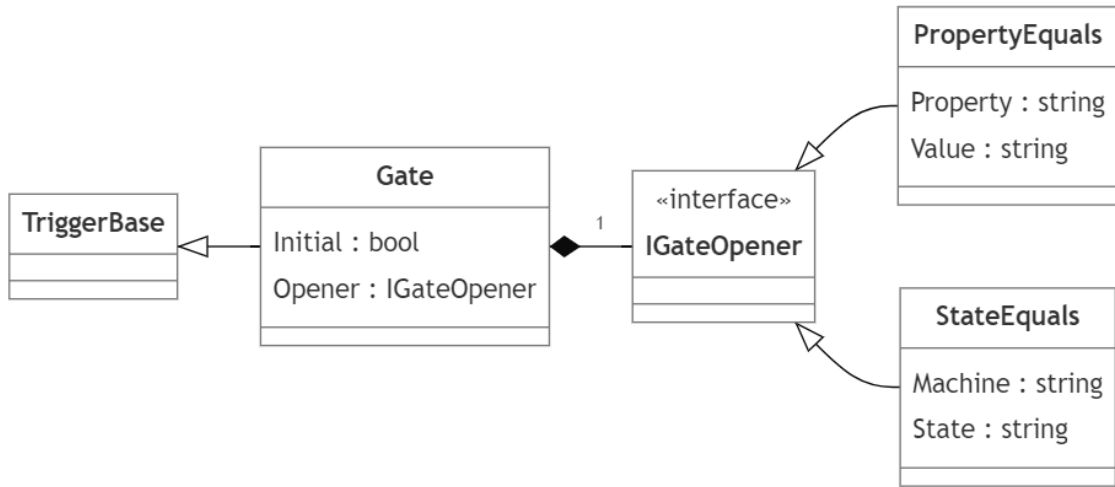 TriggerBase
Gate
Initial : bool
Opener : IGateOpener
1
«interface»
IGateOpener
PropertyEquals
Property : string
Value : string
StateEquals
Machine : string
State : string